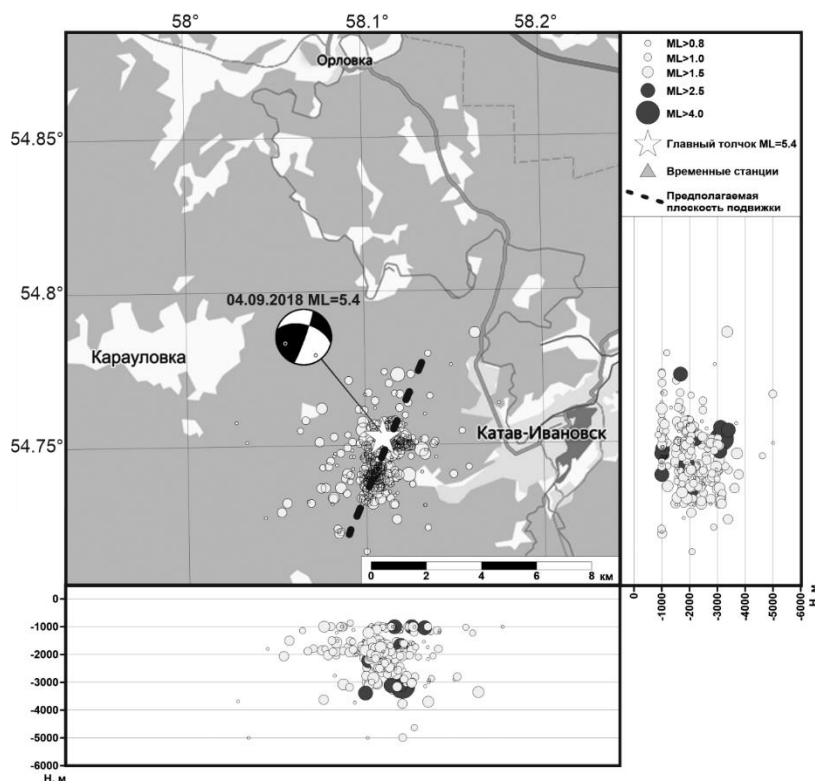 58°
58.1°
58.2°
54.85°
54.8°
54.75°
Орловка
04.09.2018 ML=5.4
Карауловка
Катав-Ивановск
0 2 4 6 8 км
ML>0.8
ML>1.0
ML>1.5
ML>2.5
ML>4.0
Главный толчок ML=5.4
Временные станции
Предполагаемая
плоскость подвижки
0
-1000
-2000
-3000
-4000
-5000
-6000
Н, м
0
-1000
-2000
-3000
-4000
-5000
-6000
Н, м